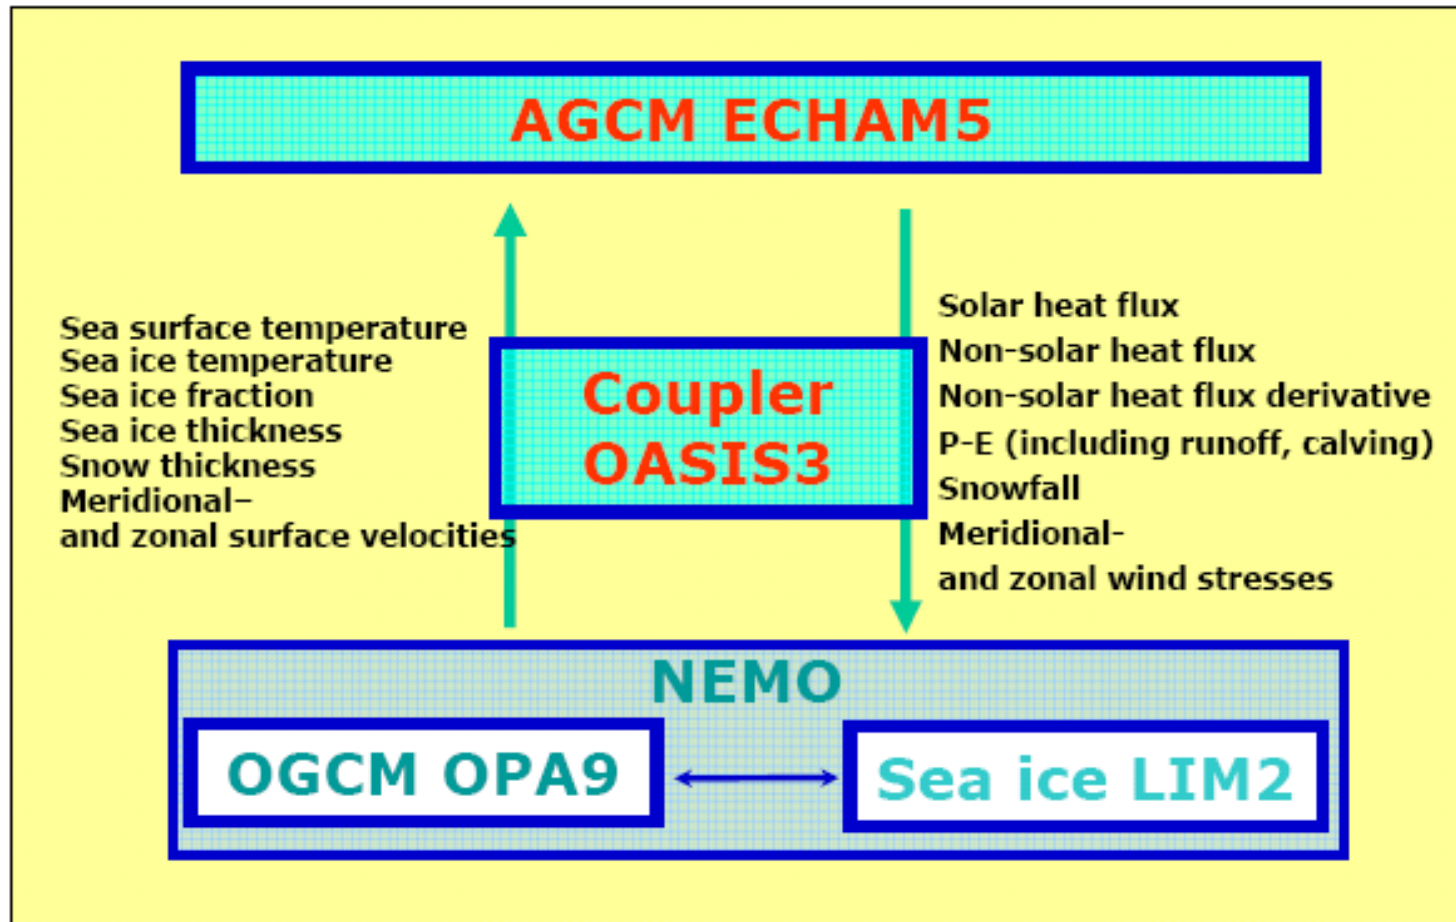 AGCM ECHAM5
Sea surface temperature
Sea ice temperature
Sea ice fraction
Sea ice thickness
Snow thickness
Meridional–
and zonal surface velocities
Coupler
OASIS3
Solar heat flux
Non-solar heat flux
Non-solar heat flux derivative
P-E (including runoff, calving)
Snowfall
Meridional-
and zonal wind stresses
NEMO
OGCM OPA9
Sea ice LIM2